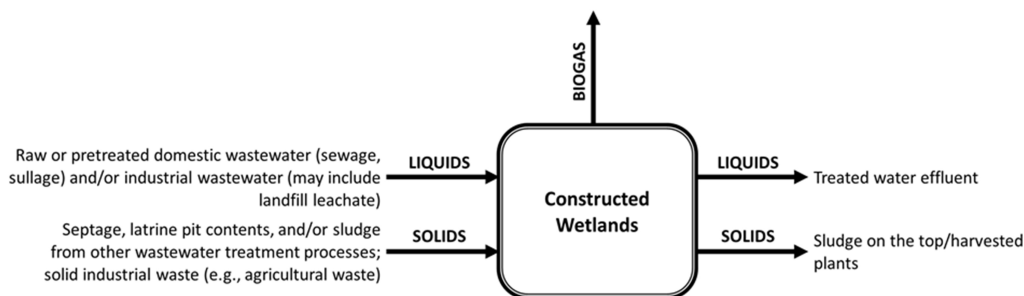 BIOGAS
Raw or pretreated domestic wastewater (sewage,
sullage) and/or industrial wastewater (may include
landfill leachate)
LIQUIDS
Septage, latrine pit contents, and/or sludge
from other wastewater treatment processes;
solid industrial waste (e.g., agricultural waste)
SOLIDS
Constructed
Wetlands
LIQUIDS
Treated water effluent
SOLIDS
Sludge on the top/harvested
plants